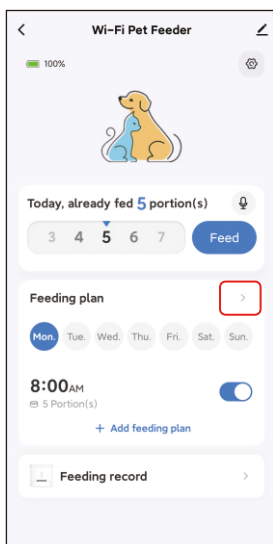 Wi-Fi Pet Feeder
100%
Today, already fed 5 portion(s)
3 4 5 6 7 Feed
Feeding plan
Mon. Tue. Wed. Thu. Fri. Sat. Sun.
8:00AM
5 Portion(s)
+ Add feeding plan
Feeding record